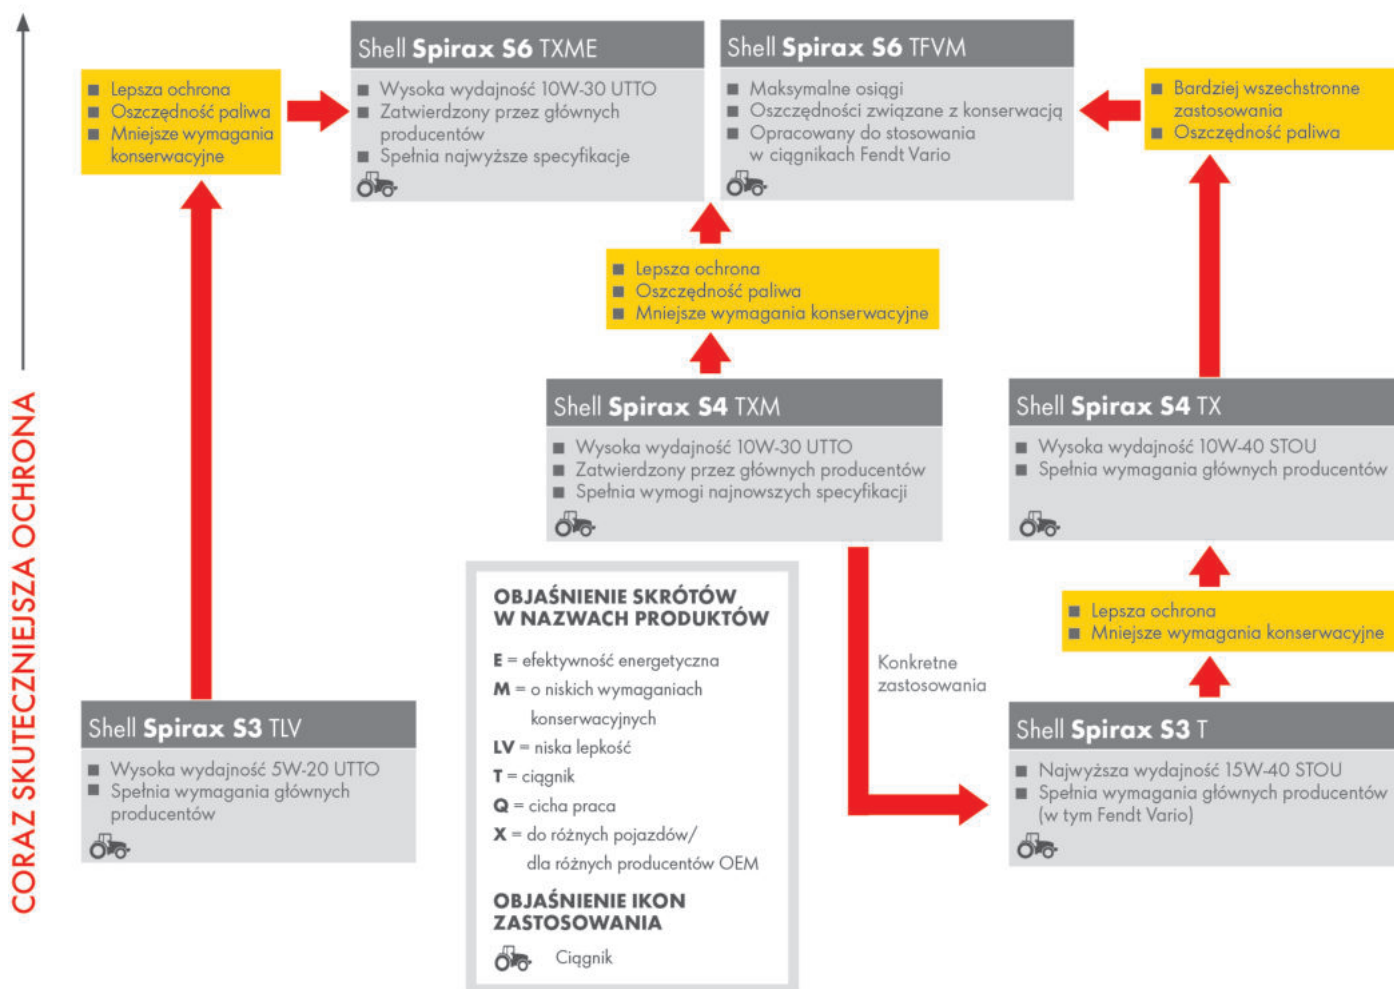 CORAZ SKUTECZNIEJSZA OCHRONA
Lepsza ochrona
Oszczędność paliwa
Mniejsze wymagania
konserwacyjne
Shell Spirax S6 TXME
Wysoka wydajność 10W-30 UTTO
Zatwierdzony przez głównych
producentów
Spełnia najwyższe specyfikacje
Shell Spirax S6 TFVM
Maksymalne osiągi
Oszczędności związane z konserwacją
Opracowany do stosowania
w ciągnikach Fendt Vario
Bardziej wszechstronne
zastosowania
Oszczędność paliwa
Lepsza ochrona
Oszczędność paliwa
Mniejsze wymagania konserwacyjne
Shell Spirax S4 TXM
Wysoka wydajność 10W-30 UTTO
Zatwierdzony przez głównych producentów
Spełnia wymogi najnowszych specyfikacji
Shell Spirax S4 TX
Wysoka wydajność 10W-40 STOU
Spełnia wymagania głównych producentów
Lepsza ochrona
Mniejsze wymagania konserwacyjne
Konkretne
zastosowania
Shell Spirax S3 TLV
Wysoka wydajność 5W-20 UTTO
Spełnia wymagania głównych
producentów
Shell Spirax S3 T
Najwyższa wydajność 15W-40 STOU
Spełnia wymagania głównych producentów
(w tym Fendt Vario)
OBJAŚNIENIE SKRÓTÓW
W NAZWACH PRODUKTÓW
E = efektywność energetyczna
M = o niskich wymaganiach
konserwacyjnych
LV = niska lepkość
T = ciągnik
Q = cicha praca
X = do różnych pojazdów/
dla różnych producentów OEM
OBJAŚNIENIE IKON
ZASTOSOWANIA
Ciągnik